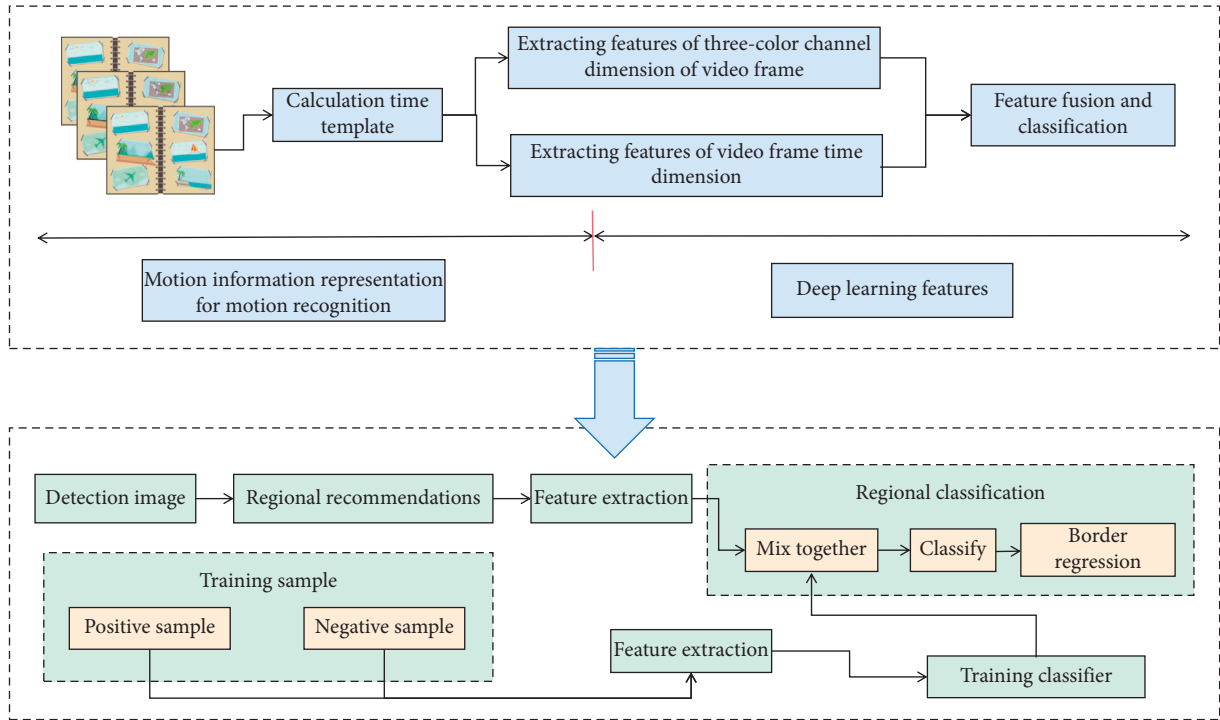 Calculation time
template
Extracting features of three-color channel
dimension of video frame
Extracting features of video frame time
dimension
Feature fusion and
classification
Motion information representation
for motion recognition
Deep learning features
Detection image
Regional recommendations
Feature extraction
Regional classification
Mix together
Classify
Border
regression
Training sample
Positive sample
Negative sample
Feature extraction
Training classifier